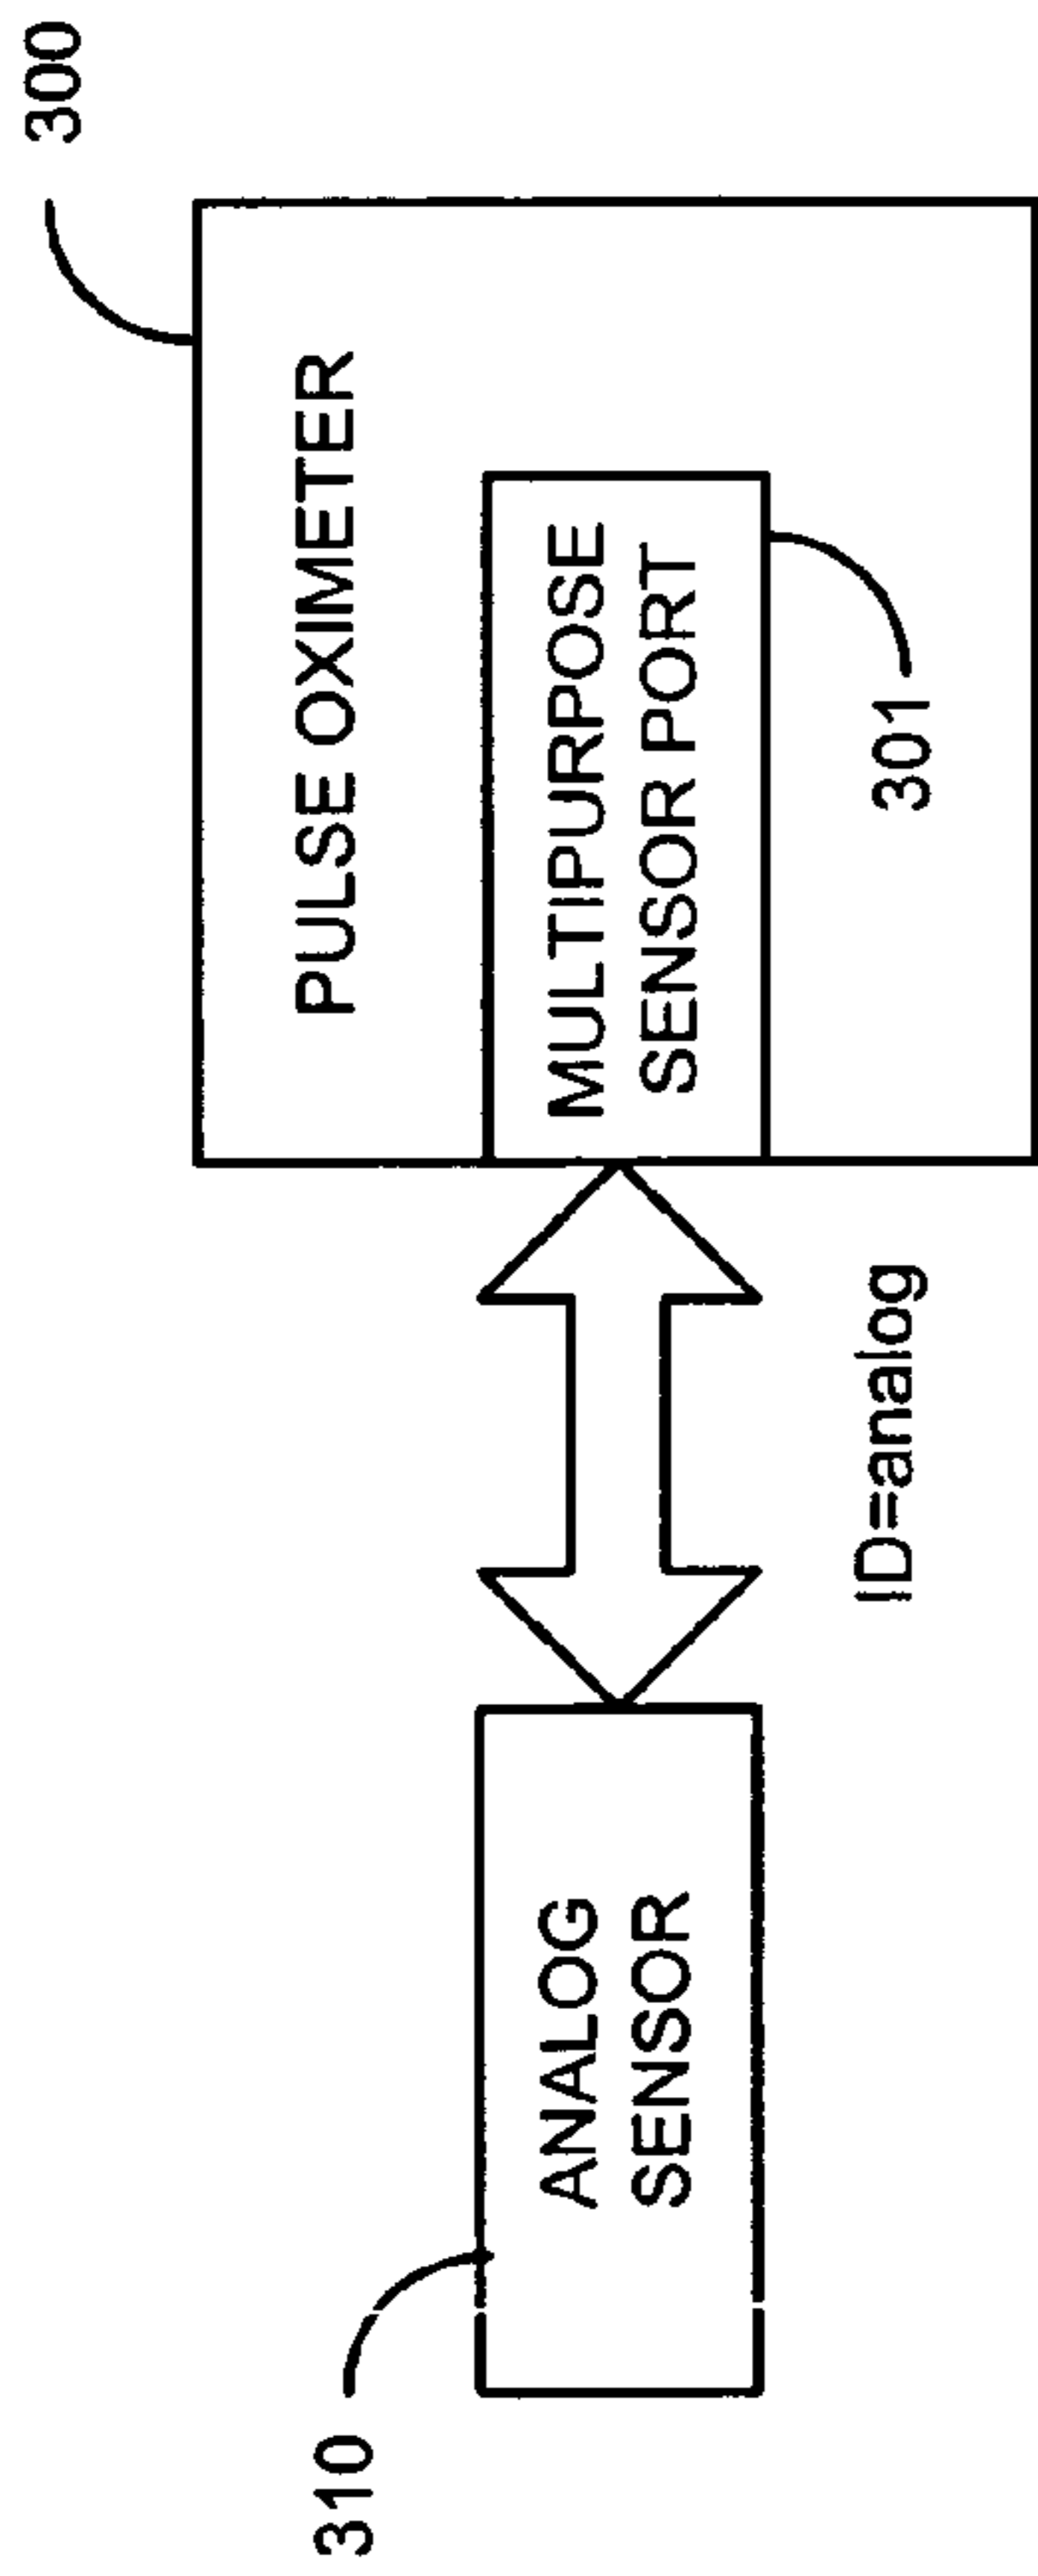 300
PULSE OXIMETER
MULTIPURPOSE
SENSOR PORT
301
ID=analog
310
ANALOG
SENSOR